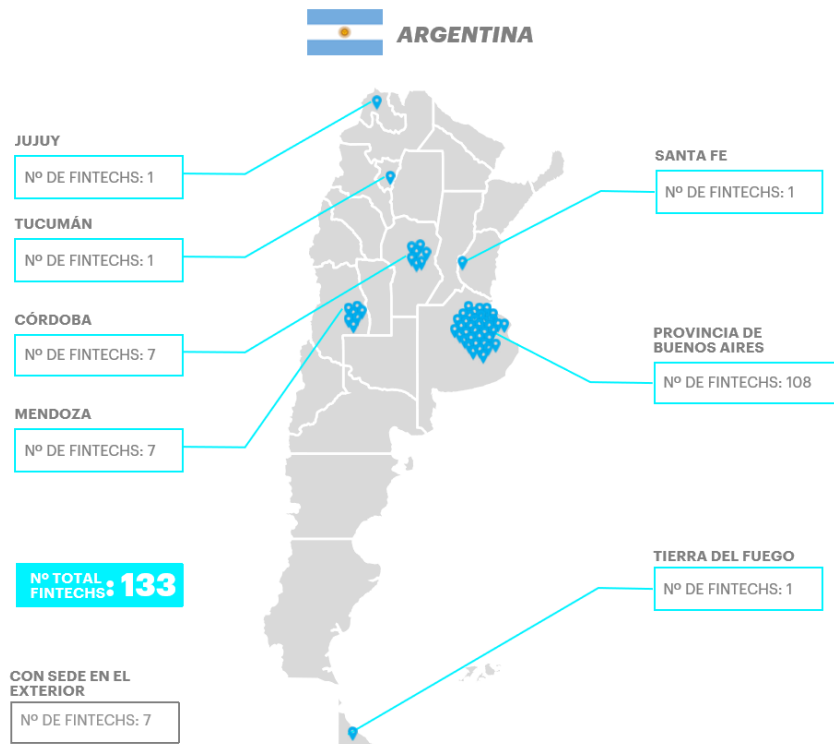 ARGENTINA
JUJUY
Nº DE FINTECHS: 1
TUCUMÁN
Nº DE FINTECHS: 1
CÓRDOBA
Nº DE FINTECHS: 7
MENDOZA
Nº DE FINTECHS: 7
SANTA FE
Nº DE FINTECHS: 1
PROVINCIA DE
BUENOS AIRES
Nº DE FINTECHS: 108
TIERRA DEL FUEGO
Nº DE FINTECHS: 1
Nº TOTAL
FINTECHS: 133
CON SEDE EN EL
EXTERIOR
Nº DE FINTECHS: 7